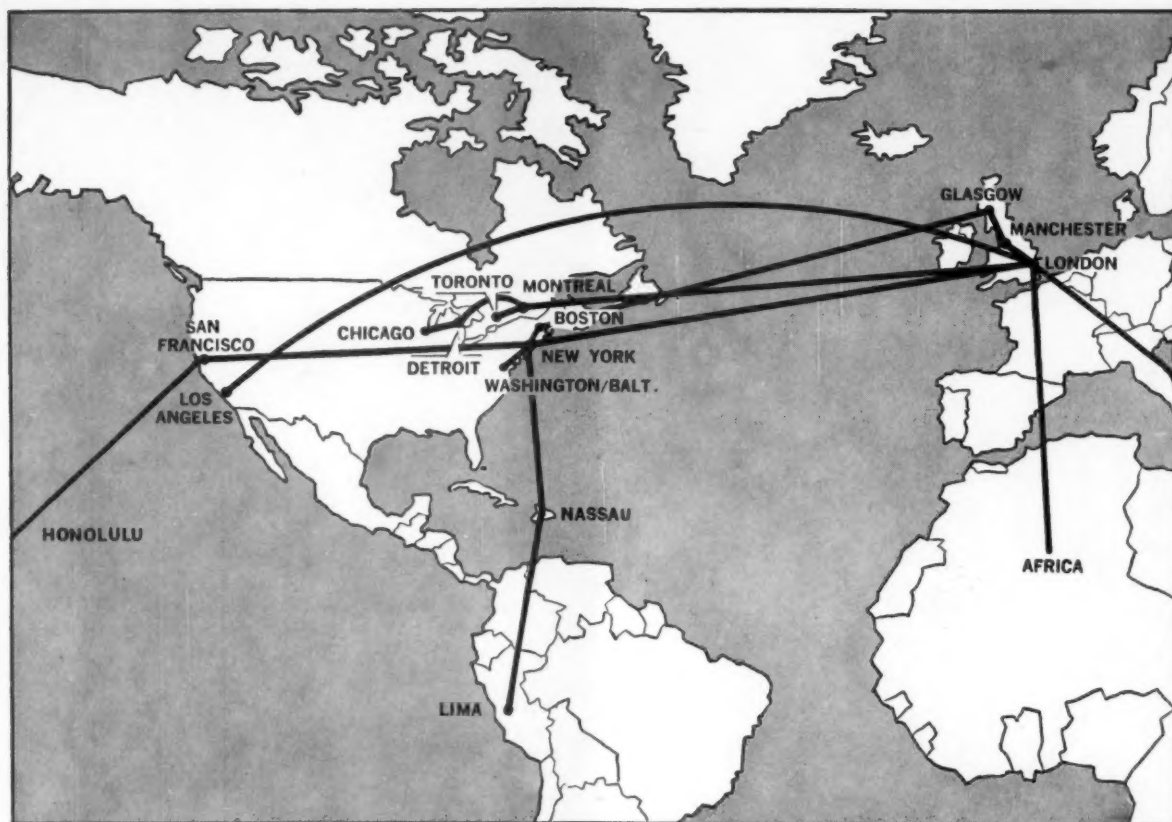 GLASGOW
MANCHESTER
LONDON
TORONTO
MONTREAL
BOSTON
CHICAGO
SAN
FRANCISCO
DETROIT
NEW YORK
WASHINGTON/BALT.
LOS
ANGELES
NASSAU
HONOLULU
AFRICA
LIMA